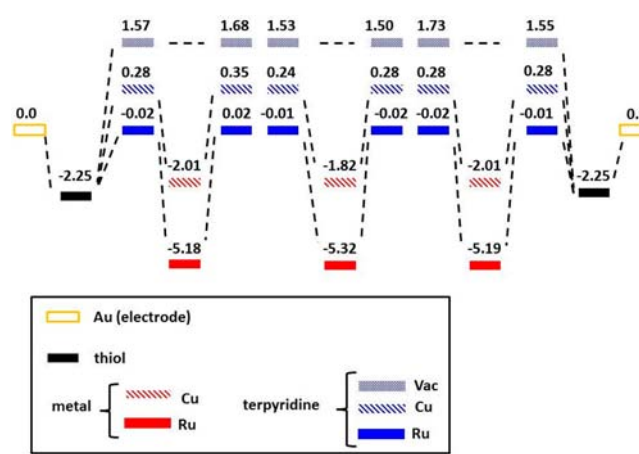 1.57 1.68 1.53 1.50 1.73 1.55
0.28 0.35 0.24 0.28 0.28 0.28
0.0 -0.02 0.02 -0.01 -0.02 -0.02 -0.01 0.
-2.25 -2.01 -1.82 -2.01 -2.25
-5.18 -5.32 -5.19
Au (electrode)
thiol
metal
Cu
Ru
terpyridine
Vac
Cu
Ru